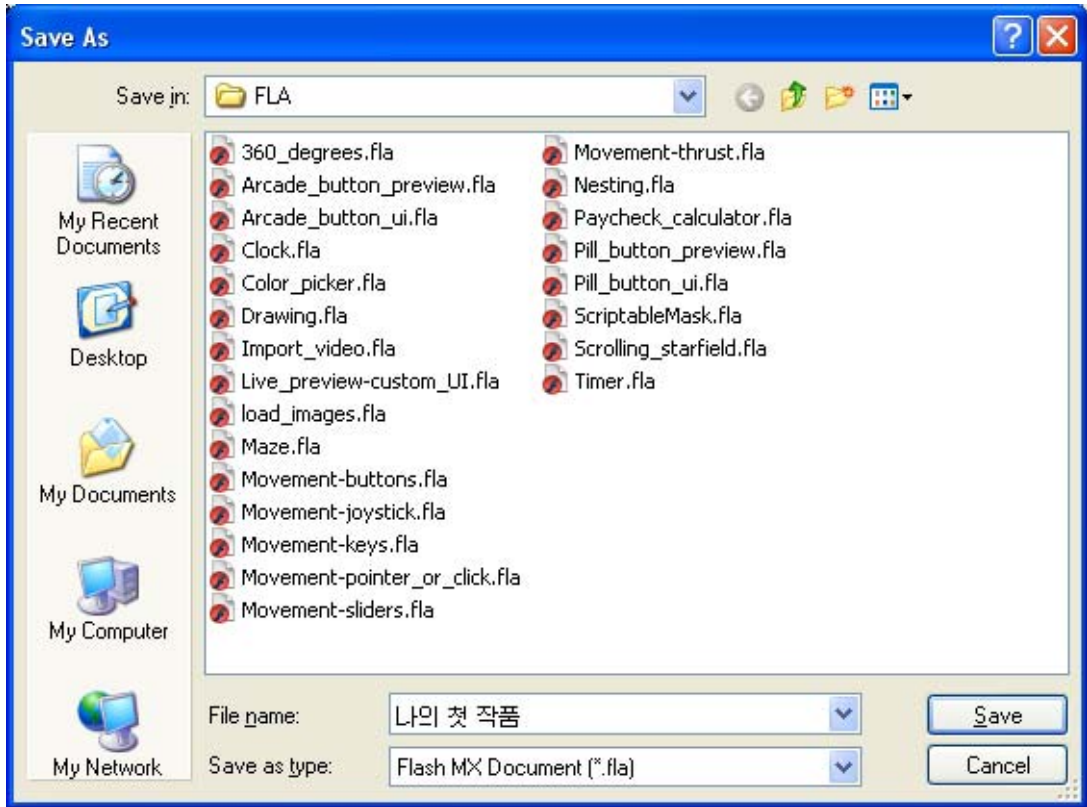 Save As
Save in:
FLA
My Recent
Documents
Desktop
My Documents
My Computer
My Network
360_degrees.fla
Arcade_button_preview.fla
Arcade_button_ui.fla
Clock.fla
Color_picker.fla
Drawing.fla
Import_video.fla
Live_preview-custom_UI.fla
load_images.fla
Maze.fla
Movement-buttons.fla
Movement-joystick.fla
Movement-keys.fla
Movement-pointer_or_click.fla
Movement-sliders.fla
Movement-thrust.fla
Nesting.fla
Paycheck_calculator.fla
Pill_button_preview.fla
Pill_button_ui.fla
ScriptableMask.fla
Scrolling_starfield.fla
Timer.fla
File name:
나의 첫 작품
Save
Save as type:
Flash MX Document (*.fla)
Cancel